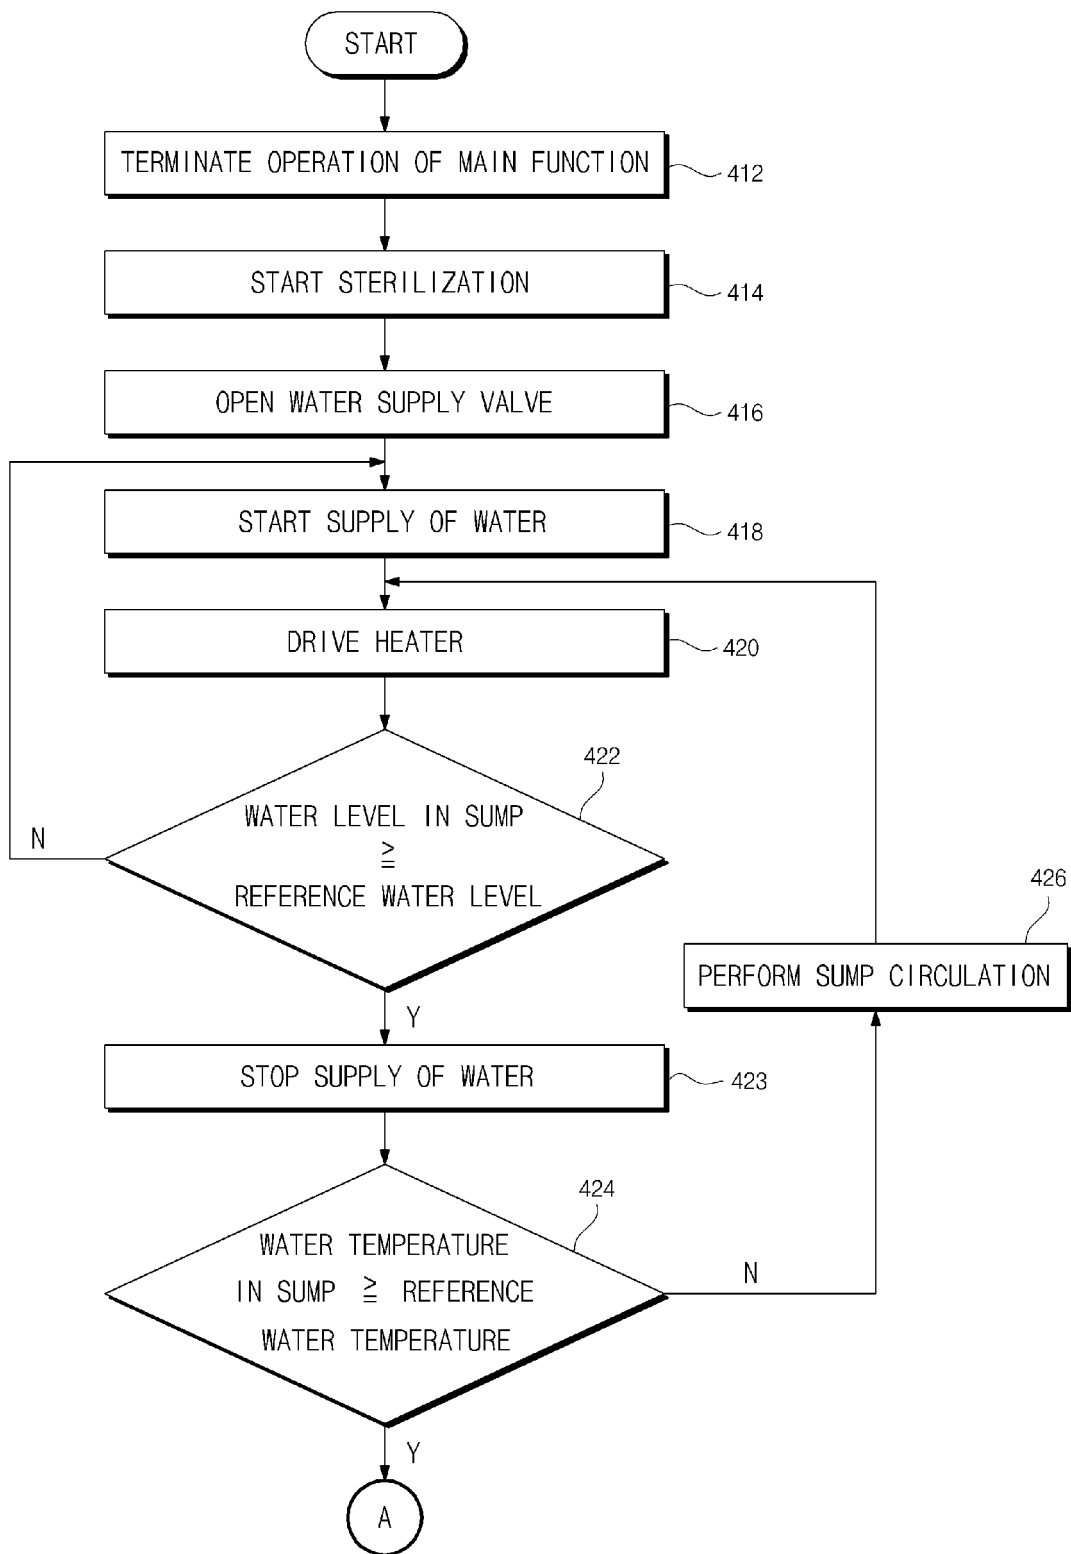 START
TERMINATE OPERATION OF MAIN FUNCTION
412
START STERILIZATION
414
OPEN WATER SUPPLY VALVE
416
START SUPPLY OF WATER
418
DRIVE HEATER
420
422
WATER LEVEL IN SUMP
≧
REFERENCE WATER LEVEL
N
Y
426
PERFORM SUMP CIRCULATION
STOP SUPPLY OF WATER
423
424
WATER TEMPERATURE
IN SUMP ≧ REFERENCE
WATER TEMPERATURE
N
Y
A